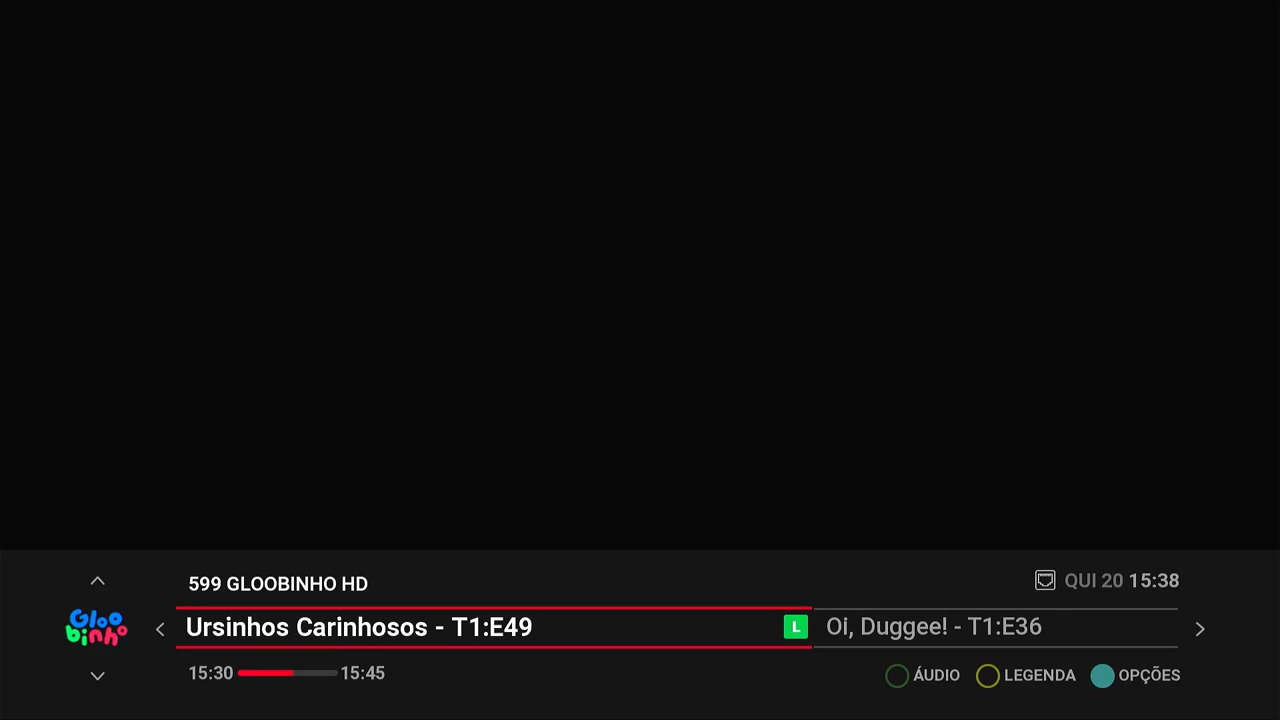 599 GLOOBINHO HD
QUI 20 15:38
Gloo
binho
Ursinhos Carinhosos - T1:E49
L
Oi, Duggee! - T1:E36
15:30
15:45
ÁUDIO
LEGENDA
OPÇÕES